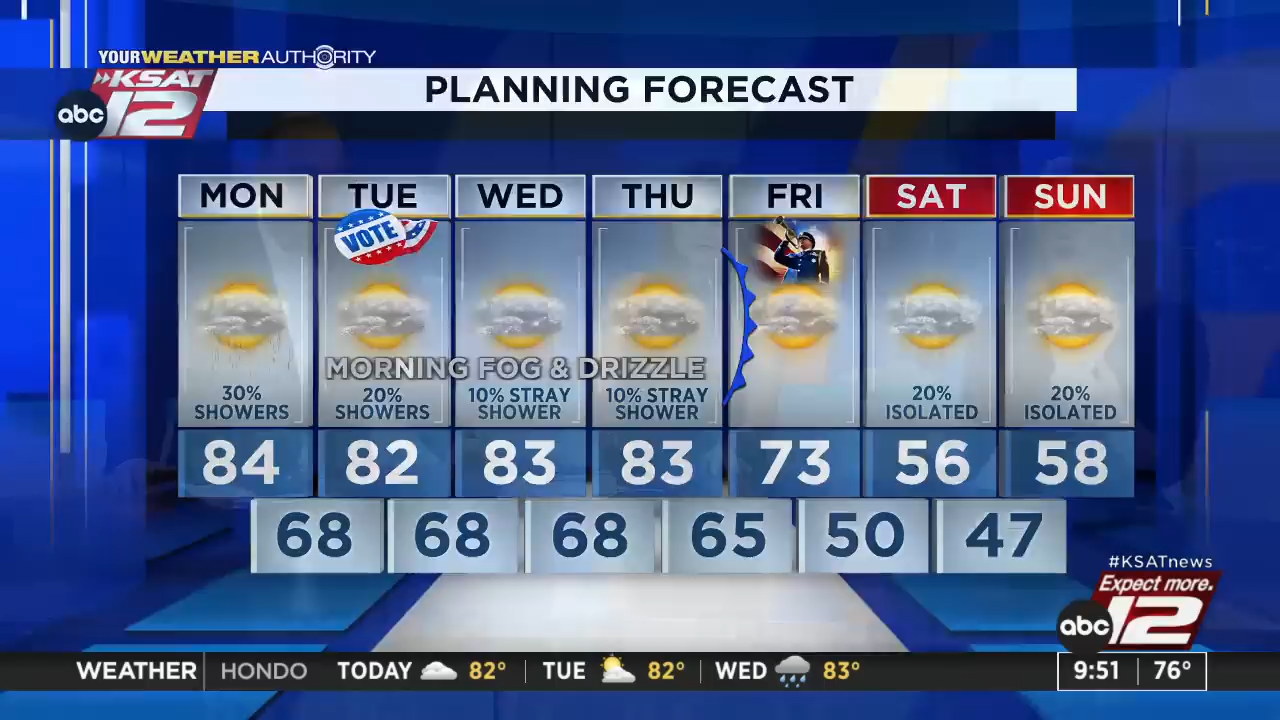 YOURWEATHERAUTHORITY
KSAT
abc 12
PLANNING FORECAST
MON TUE WED THU FRI SAT SUN
VOTE
MORNING FOG & DRIZZLE
30% 20% 10% STRAY 10% STRAY 20% 20%
SHOWERS SHOWERS SHOWER SHOWER ISOLATED ISOLATED
84 82 83 83 73 56 58
68 68 68 65 50 47
#KSATnews
Expect more.
abc 12
WEATHER HONDO TODAY 82° TUE 82° WED 83° 9:51 76°